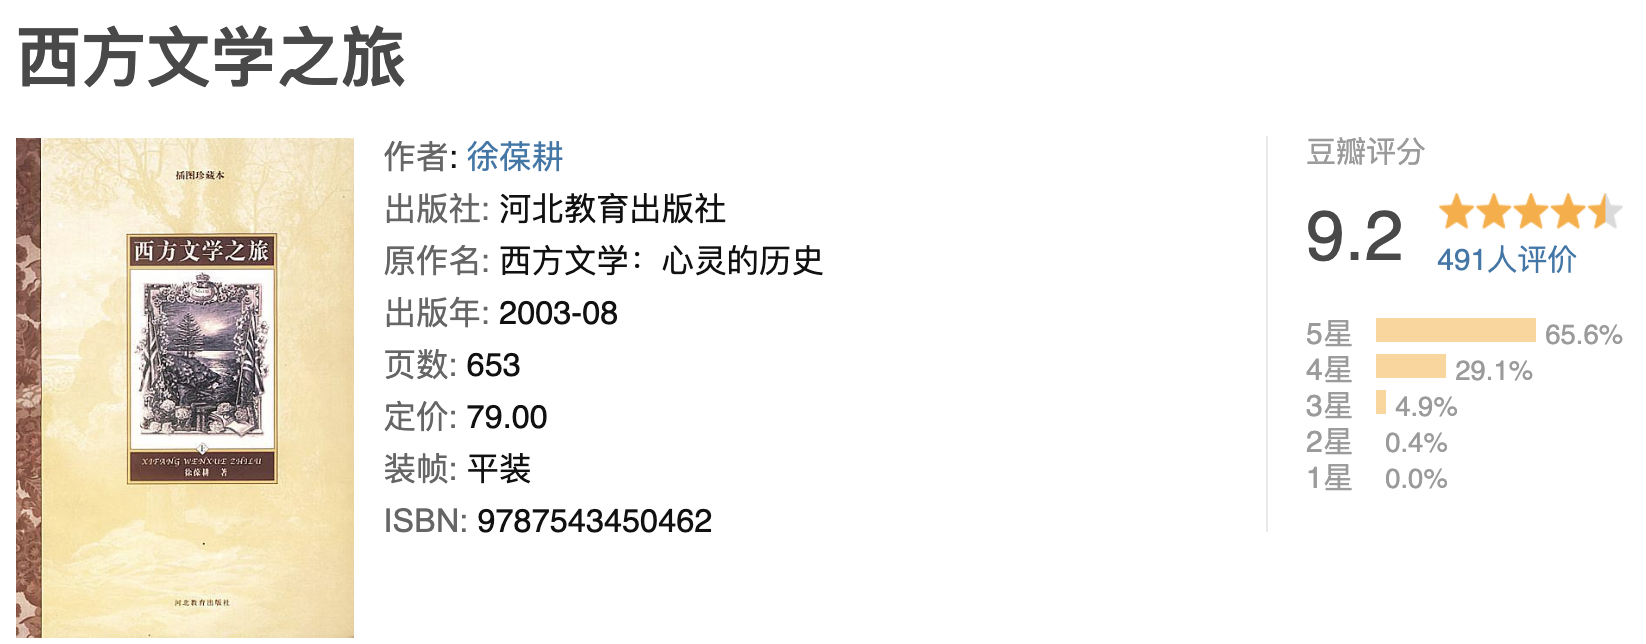 西方文学之旅
插图珍藏本
西方文学之旅
上
XIFANG WENXUE ZHILU
徐葆耕 著
河北教育出版社
作者: 徐葆耕
出版社: 河北教育出版社
原作名: 西方文学：心灵的历史
出版年: 2003-08
页数: 653
定价: 79.00
装帧: 平装
ISBN: 9787543450462
豆瓣评分
9.2
491人评价
5星 65.6%
4星 29.1%
3星 4.9%
2星 0.4%
1星 0.0%